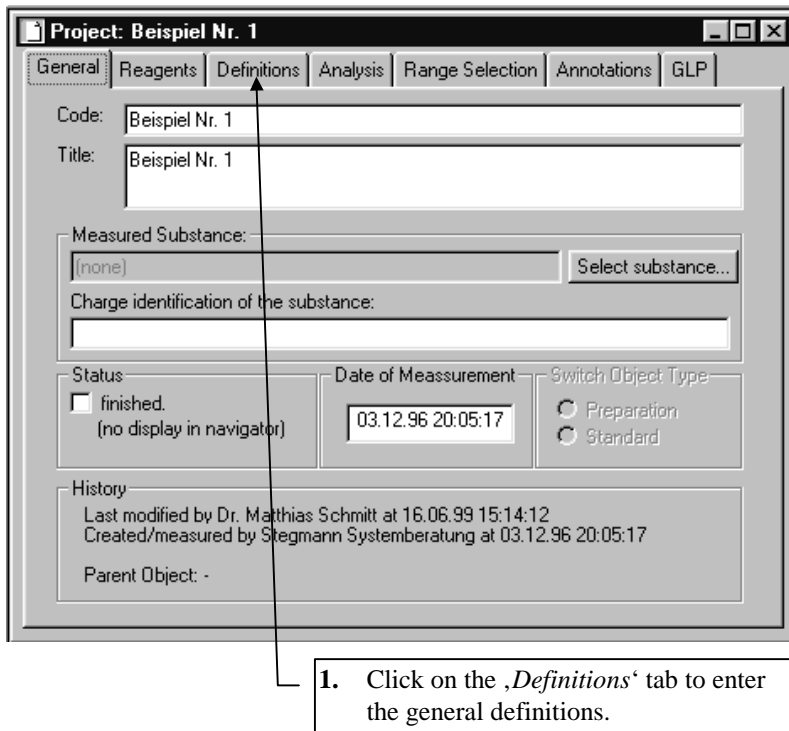 Project: Beispiel Nr. 1
General Reagents Definitions Analysis Range Selection Annotations GLP
Code: Beispiel Nr. 1
Title: Beispiel Nr. 1
Measured Substance:
(none) Select substance...
Charge identification of the substance:
Status
finished.
(no display in navigator)
Date of Meassurement
03.12.96 20:05:17
Switch Object Type
Preparation
Standard
History
Last modified by Dr. Matthias Schmitt at 16.06.99 15:14:12
Created/measured by Stegmann Systemberatung at 03.12.96 20:05:17
Parent Object: -
1. Click on the ‚Definitions‘ tab to enter
the general definitions.